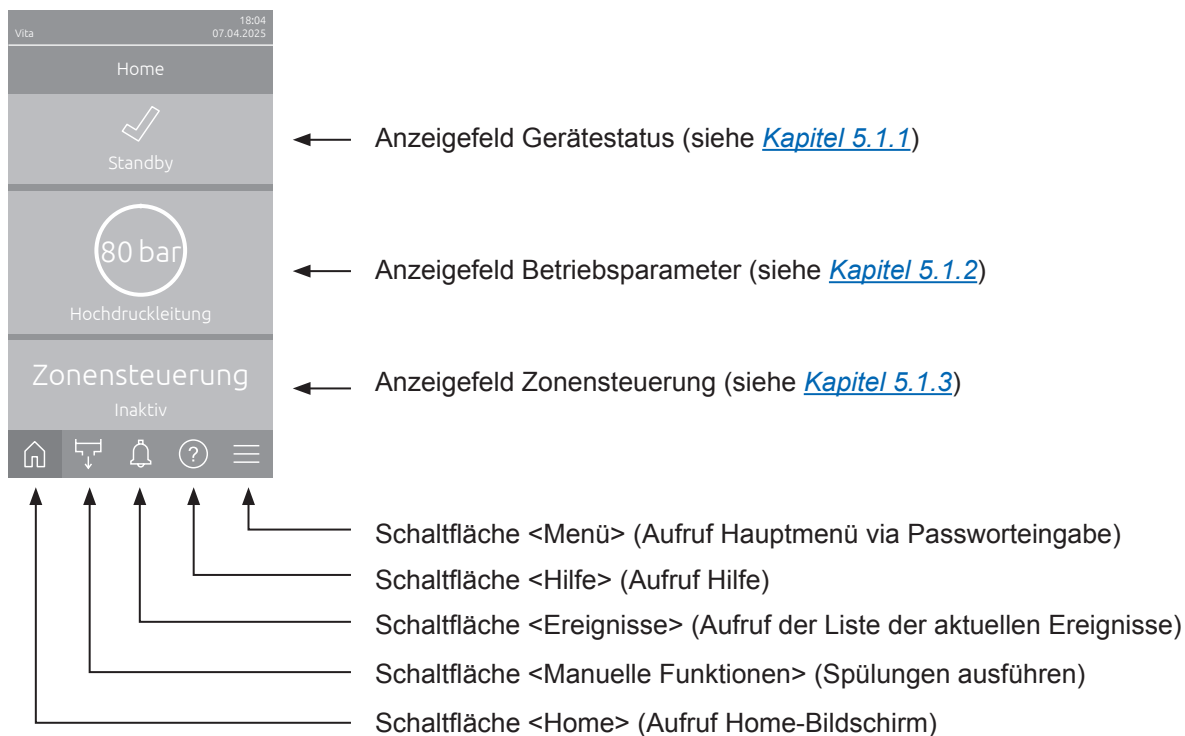 18:04
Vita 07.04.2025
Home
Standby
80 bar
Hochdruckleitung
Zonensteuerung
Inaktiv
?
Anzeigefeld Gerätestatus (siehe Kapitel 5.1.1)
Anzeigefeld Betriebsparameter (siehe Kapitel 5.1.2)
Anzeigefeld Zonensteuerung (siehe Kapitel 5.1.3)
Schaltfläche <Menü> (Aufruf Hauptmenü via Passworteingabe)
Schaltfläche <Hilfe> (Aufruf Hilfe)
Schaltfläche <Ereignisse> (Aufruf der Liste der aktuellen Ereignisse)
Schaltfläche <Manuelle Funktionen> (Spülungen ausführen)
Schaltfläche <Home> (Aufruf Home-Bildschirm)